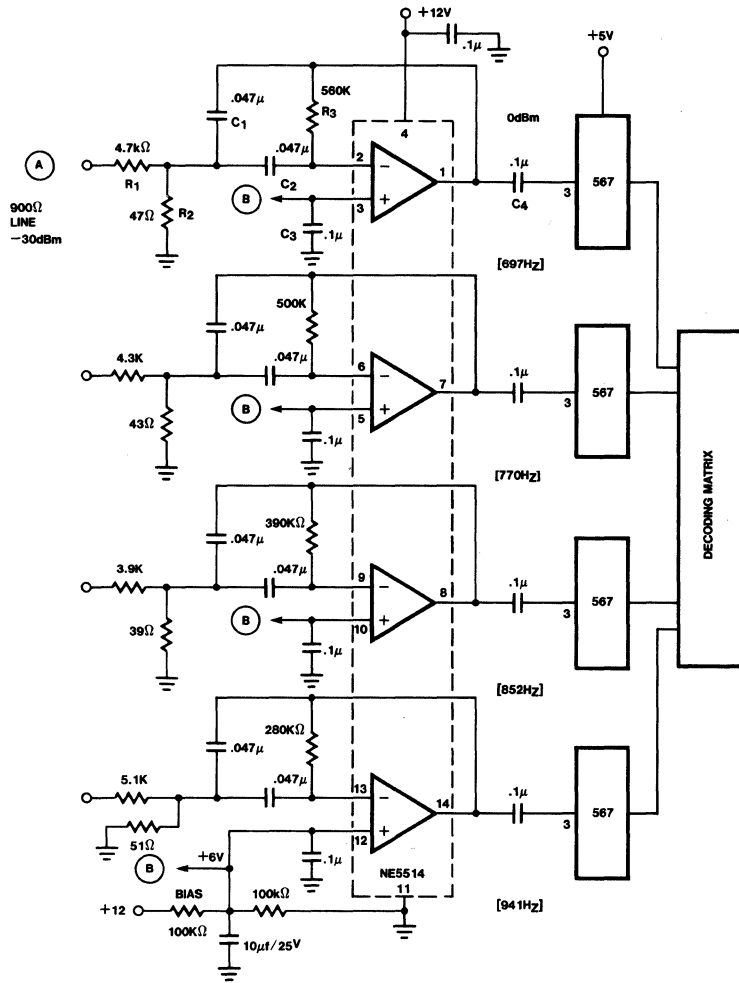 +12V
.1μ
+5V
560K
R3
.047μ
C1
0dBm
4
A
4.7kΩ
R1
.047μ
C2
2
1
.1μ
C4
3
567
B
3
900Ω
LINE
−30dBm
47Ω
R2
C3
.1μ
[697HZ]
500K
.047μ
4.3K
.047μ
6
7
.1μ
3
567
B
5
43Ω
.1μ
[770HZ]
DECODING MATRIX
390KΩ
.047μ
3.9K
.047μ
9
8
.1μ
3
567
B
10
39Ω
.1μ
[852HZ]
280KΩ
.047μ
5.1K
.047μ
13
14
.1μ
3
567
51Ω
12
B
+6V
.1μ
NE5514
11
+12
BIAS
100KΩ
100kΩ
10μf/25V
[941HZ]